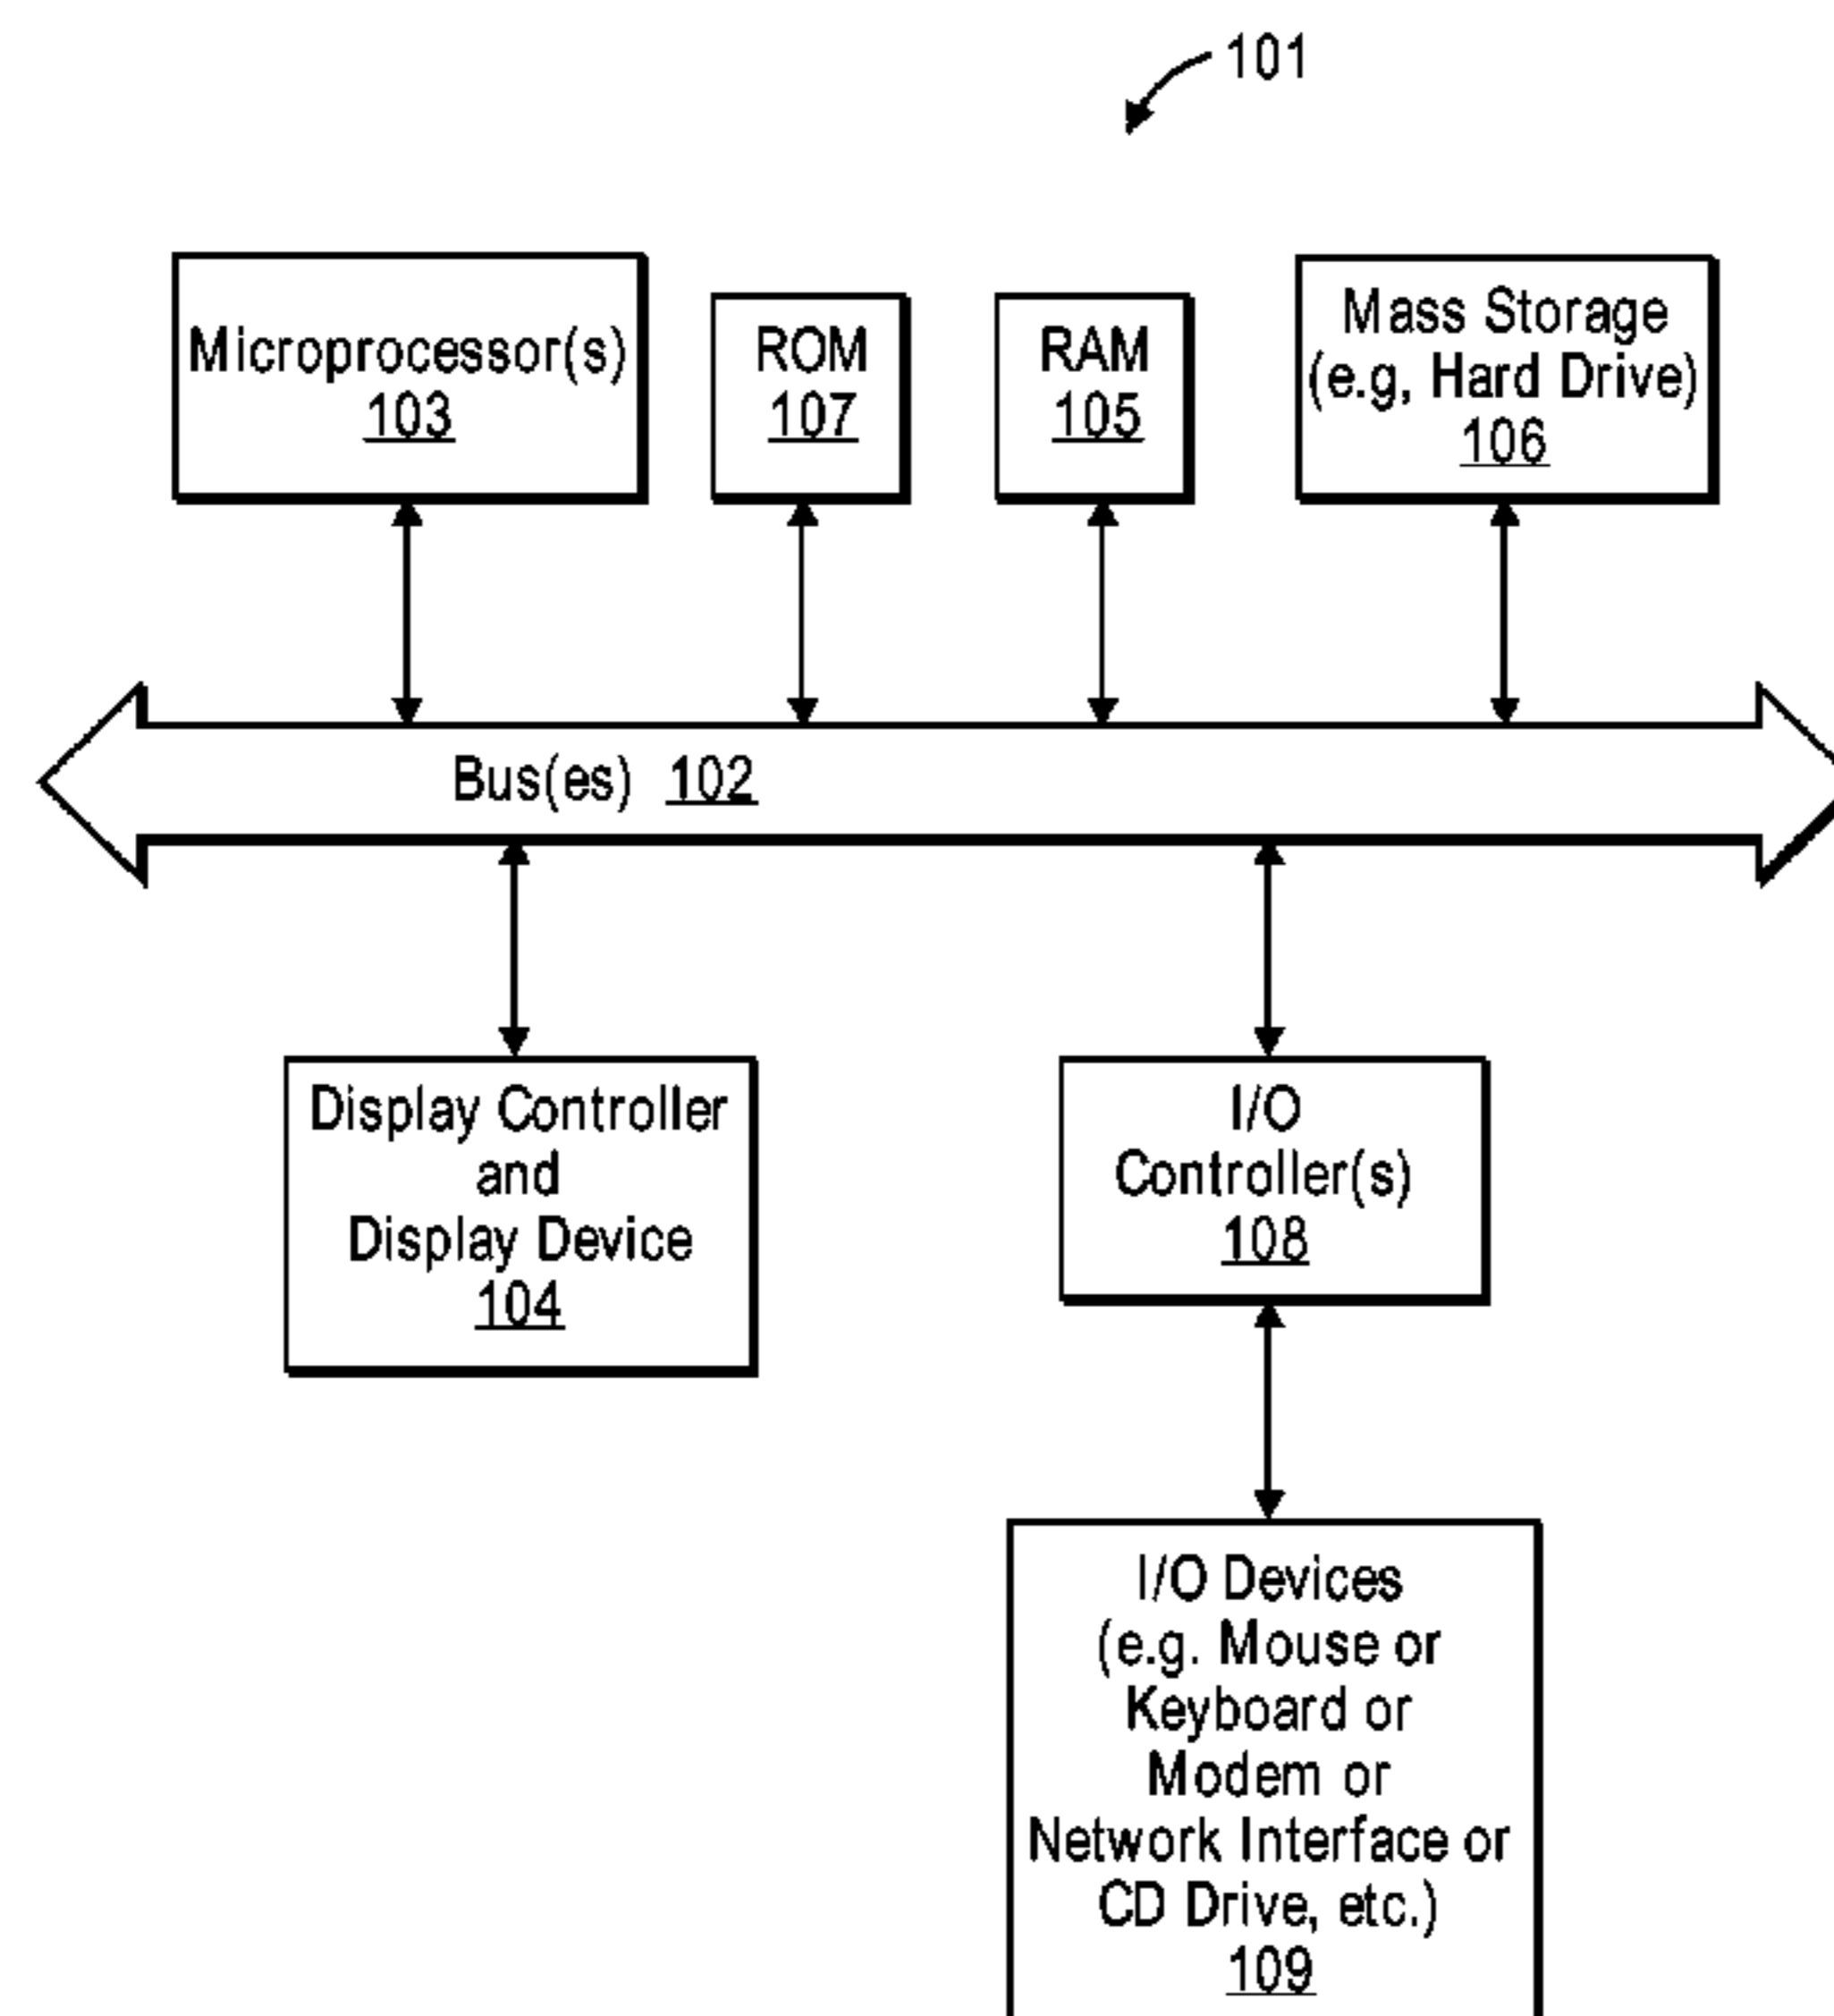 101
Microprocessor(s)
103
ROM
107
RAM
105
Mass Storage
(e.g, Hard Drive)
106
Bus(es) 102
Display Controller
and
Display Device
104
I/O
Controller(s)
108
I/O Devices
(e.g. Mouse or
Keyboard or
Modem or
Network Interface or
CD Drive, etc.)
109